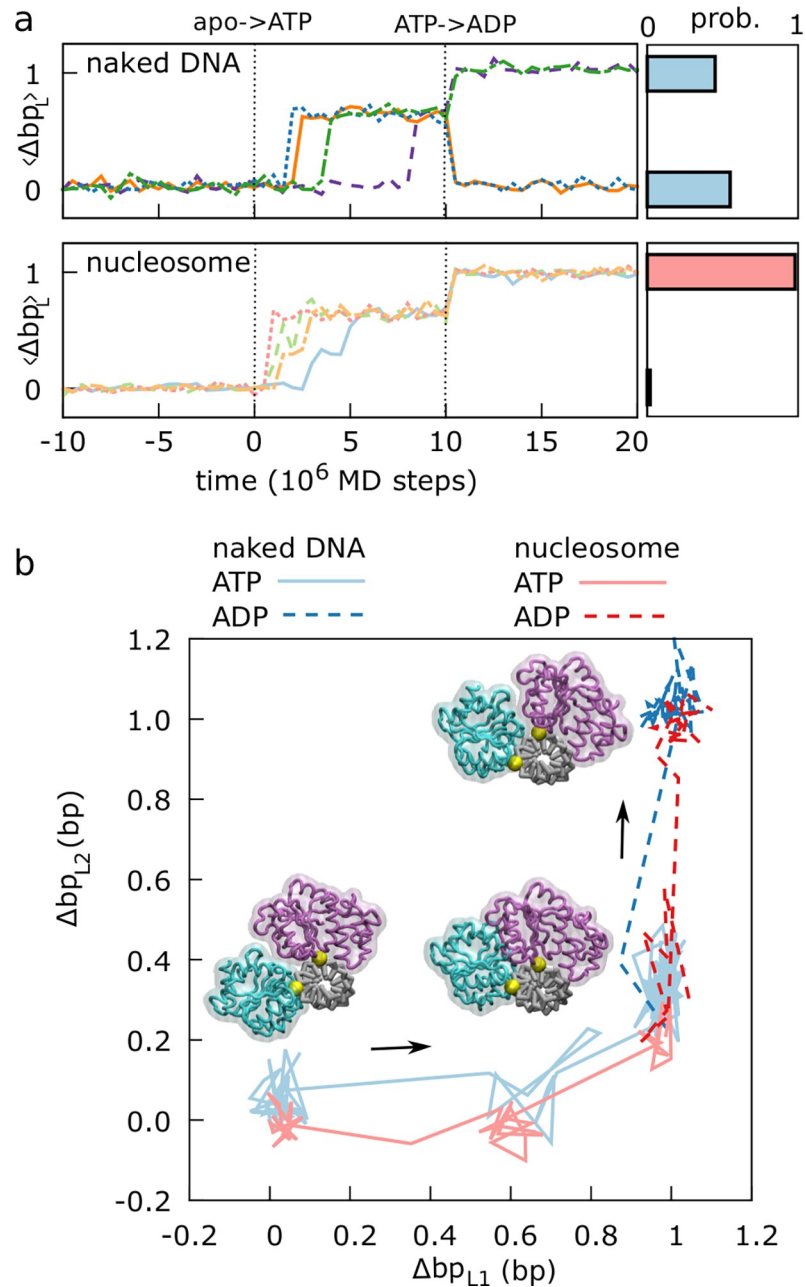 a
apo->ATP
ATP->ADP
0 prob. 1
naked DNA
1
0
⟨Δbp_L⟩
nucleosome
1
0
⟨Δbp_L⟩
-10 -5 0 5 10 15 20
time (10^6 MD steps)
b
naked DNA nucleosome
ATP ATP
ADP ADP
1.2
1.0
0.8
0.6
0.4
0.2
0.0
-0.2
Δbp_L2 (bp)
-0.2 0 0.2 0.4 0.6 0.8 1 1.2
Δbp_L1 (bp)